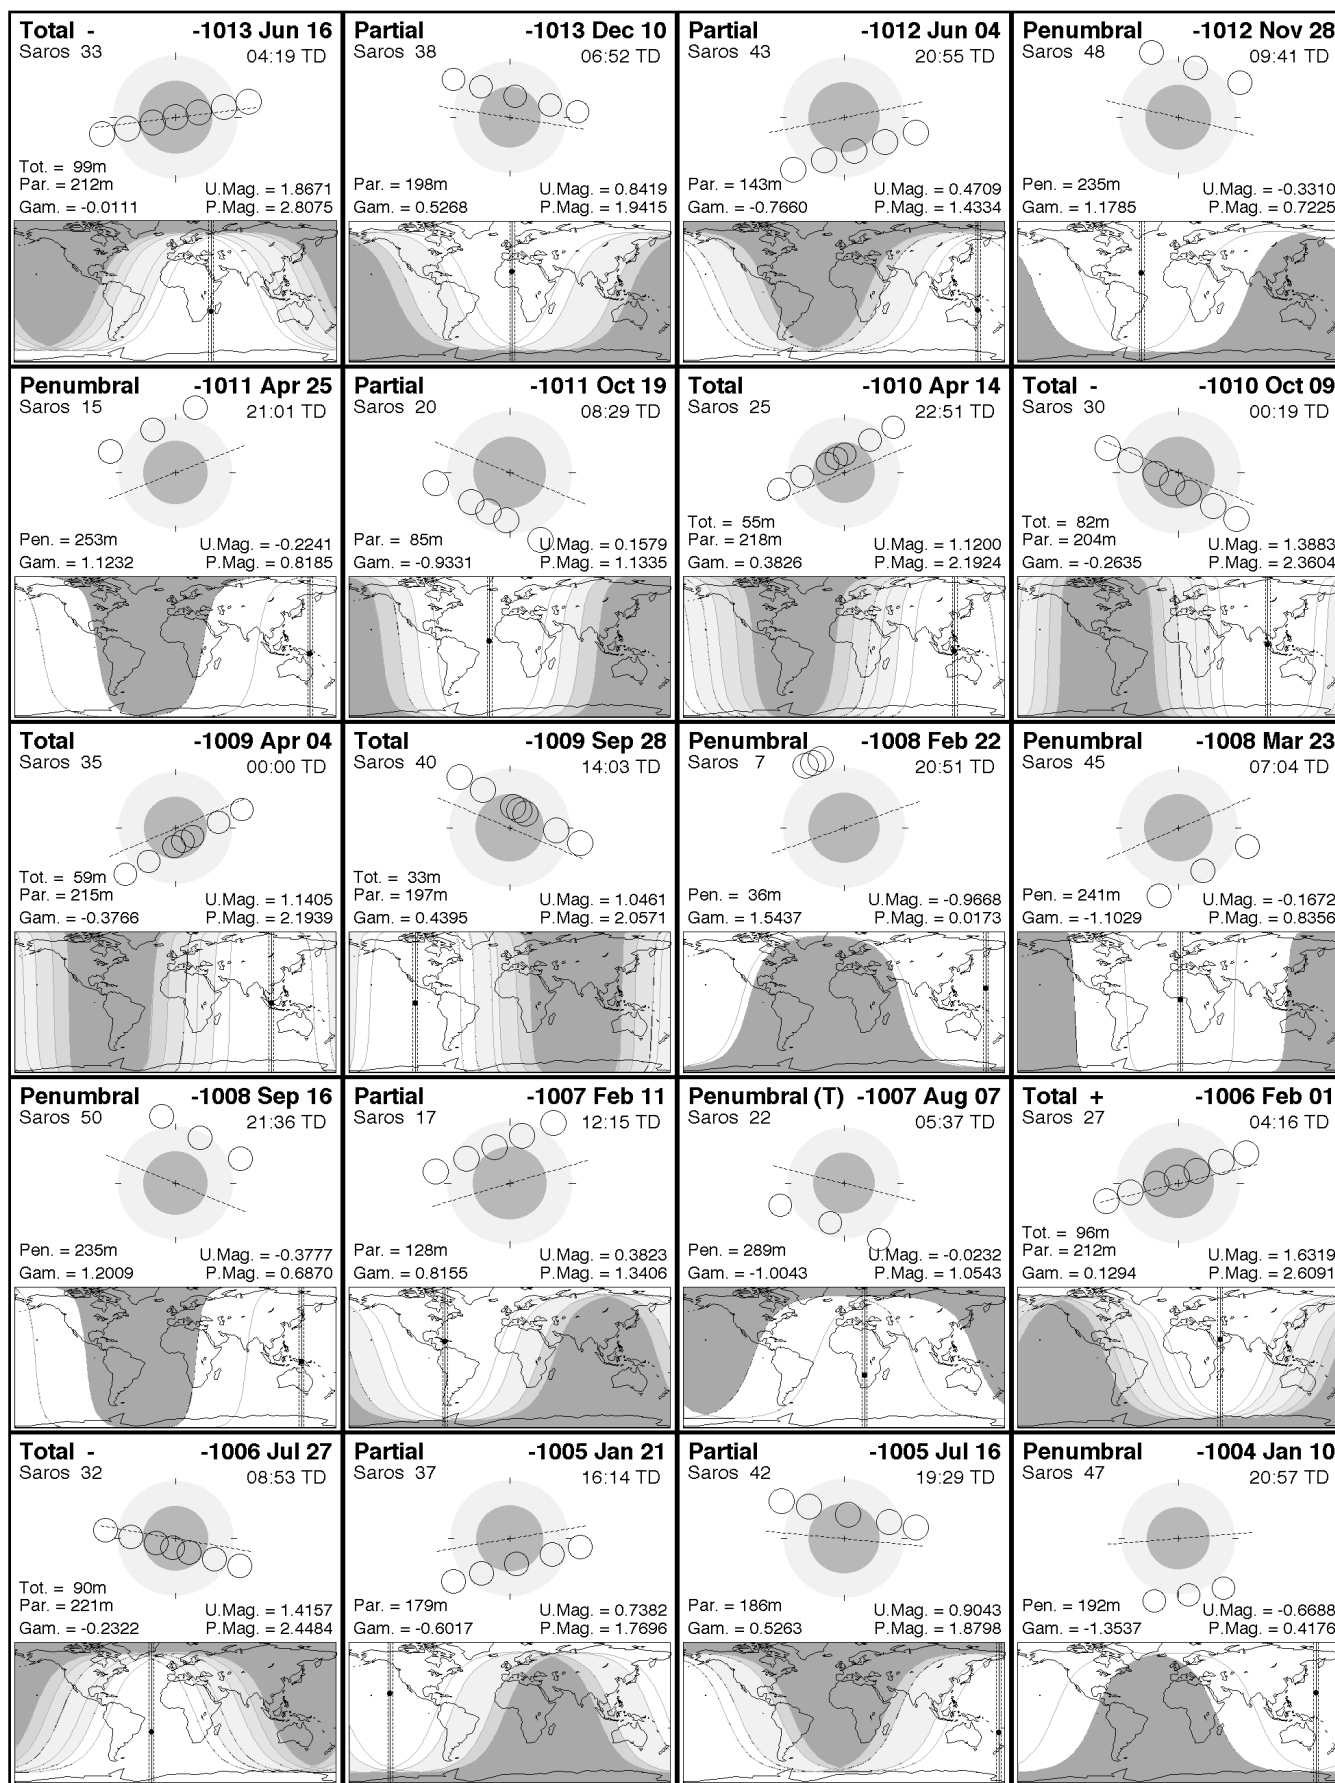 Total - -1013 Jun 16
Saros 33 04:19 TD
Tot. = 99m
Par. = 212m U.Mag. = 1.8671
Gam. = -0.0111 P.Mag. = 2.8075
Partial -1013 Dec 10
Saros 38 06:52 TD
Par. = 198m U.Mag. = 0.8419
Gam. = 0.5268 P.Mag. = 1.9415
Partial -1012 Jun 04
Saros 43 20:55 TD
Par. = 143m U.Mag. = 0.4709
Gam. = -0.7660 P.Mag. = 1.4334
Penumbral -1012 Nov 28
Saros 48 09:41 TD
Pen. = 235m U.Mag. = -0.3310
Gam. = 1.1785 P.Mag. = 0.7225
Penumbral -1011 Apr 25
Saros 15 21:01 TD
Pen. = 253m U.Mag. = -0.2241
Gam. = 1.1232 P.Mag. = 0.8185
Partial -1011 Oct 19
Saros 20 08:29 TD
Par. = 85m U.Mag. = 0.1579
Gam. = -0.9331 P.Mag. = 1.1335
Total -1010 Apr 14
Saros 25 22:51 TD
Tot. = 55m
Par. = 218m U.Mag. = 1.1200
Gam. = 0.3826 P.Mag. = 2.1924
Total - -1010 Oct 09
Saros 30 00:19 TD
Tot. = 82m
Par. = 204m U.Mag. = 1.3883
Gam. = -0.2635 P.Mag. = 2.3604
Total -1009 Apr 04
Saros 35 00:00 TD
Tot. = 59m
Par. = 215m U.Mag. = 1.1405
Gam. = -0.3766 P.Mag. = 2.1939
Total -1009 Sep 28
Saros 40 14:03 TD
Tot. = 33m
Par. = 197m U.Mag. = 1.0461
Gam. = 0.4395 P.Mag. = 2.0571
Penumbral -1008 Feb 22
Saros 7 20:51 TD
Pen. = 36m U.Mag. = -0.9668
Gam. = 1.5437 P.Mag. = 0.0173
Penumbral -1008 Mar 23
Saros 45 07:04 TD
Pen. = 241m U.Mag. = -0.1672
Gam. = -1.1029 P.Mag. = 0.8356
Penumbral -1008 Sep 16
Saros 50 21:36 TD
Pen. = 235m U.Mag. = -0.3777
Gam. = 1.2009 P.Mag. = 0.6870
Partial -1007 Feb 11
Saros 17 12:15 TD
Par. = 128m U.Mag. = 0.3823
Gam. = 0.8155 P.Mag. = 1.3406
Penumbral (T) -1007 Aug 07
Saros 22 05:37 TD
Pen. = 289m U.Mag. = -0.0232
Gam. = -1.0043 P.Mag. = 1.0543
Total + -1006 Feb 01
Saros 27 04:16 TD
Tot. = 96m
Par. = 212m U.Mag. = 1.6319
Gam. = 0.1294 P.Mag. = 2.6091
Total - -1006 Jul 27
Saros 32 08:53 TD
Tot. = 90m
Par. = 221m U.Mag. = 1.4157
Gam. = -0.2322 P.Mag. = 2.4484
Partial -1005 Jan 21
Saros 37 16:14 TD
Par. = 179m U.Mag. = 0.7382
Gam. = -0.6017 P.Mag. = 1.7696
Partial -1005 Jul 16
Saros 42 19:29 TD
Par. = 186m U.Mag. = 0.9043
Gam. = 0.5263 P.Mag. = 1.8798
Penumbral -1004 Jan 10
Saros 47 20:57 TD
Pen. = 192m U.Mag. = -0.6688
Gam. = -1.3537 P.Mag. = 0.4176